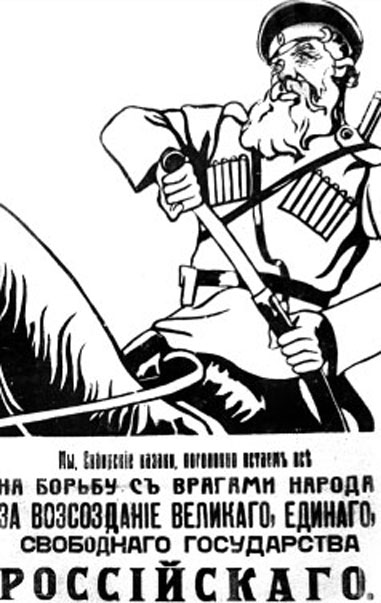 Мы, Сибирскіе казаки, поголовно встаемъ всѣ
НА БОРЬБУ СЪ ВРАГАМИ НАРОДА
ЗА ВОЗСОЗДАНІЕ ВЕЛИКАГО, ЕДИНАГО,
СВОБОДНАГО ГОСУДАРСТВА
РОССІЙСКАГО.